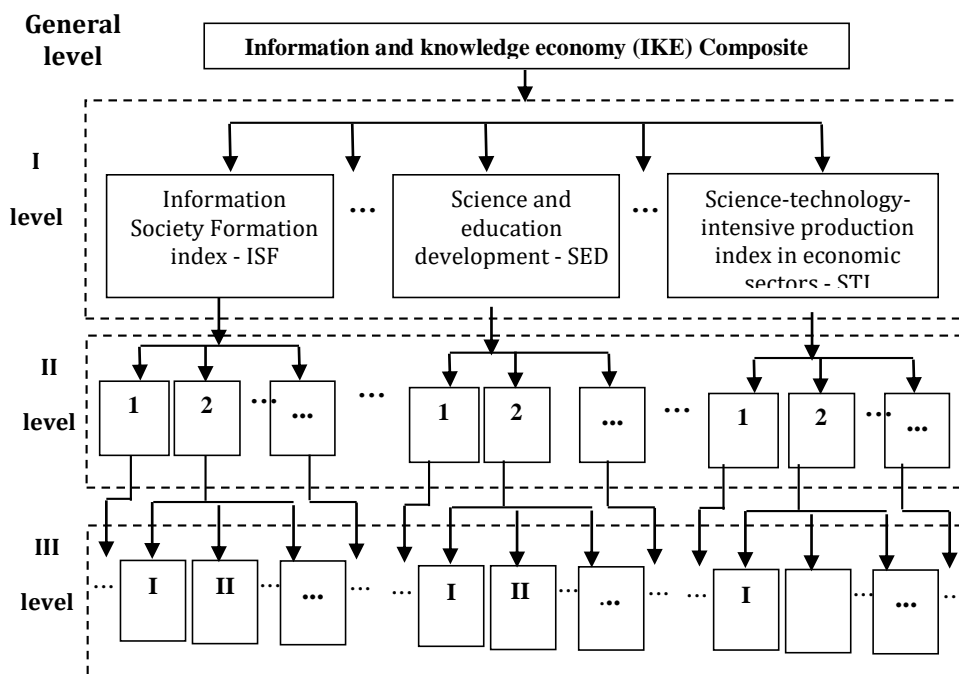 General
level
Information and knowledge economy (IKE) Composite
I
level
Information
Society Formation
index - ISF
...
Science and
education
development - SED
...
Science-technology-
intensive production
index in economic
sectors - STI
II
level
1
2
...
...
...
1
2
...
...
1
2
...
...
III
level
...
I
II
...
...
...
...
I
II
...
...
...
...
I
...
...
...